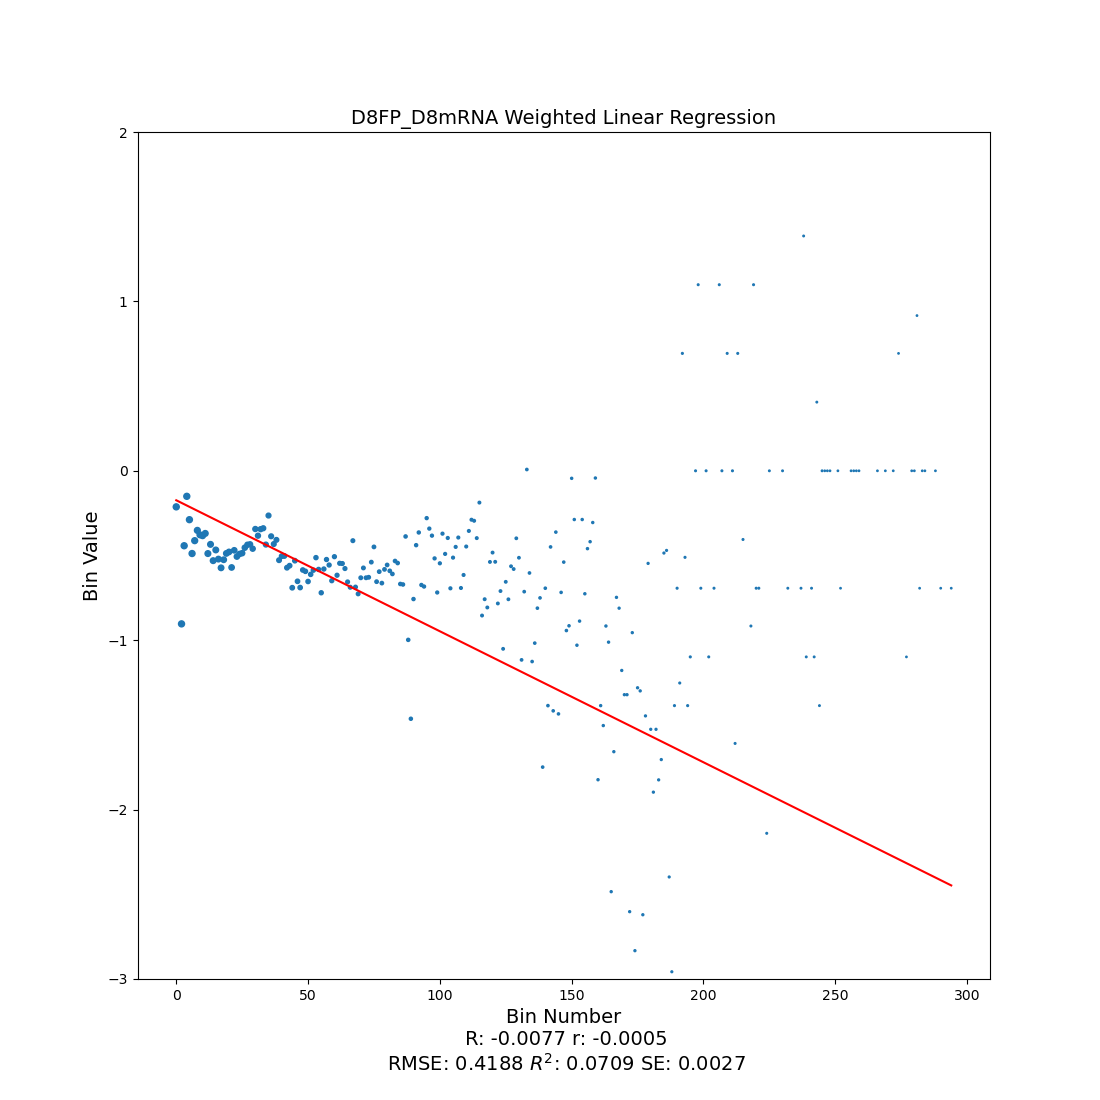 D8FP_D8mRNA Weighted Linear Regression
2
1
0
−1
−2
−3
Bin Value
0 50 100 150 200 250 300
Bin Number
R: -0.0077 r: -0.0005
RMSE: 0.4188 R²: 0.0709 SE: 0.0027